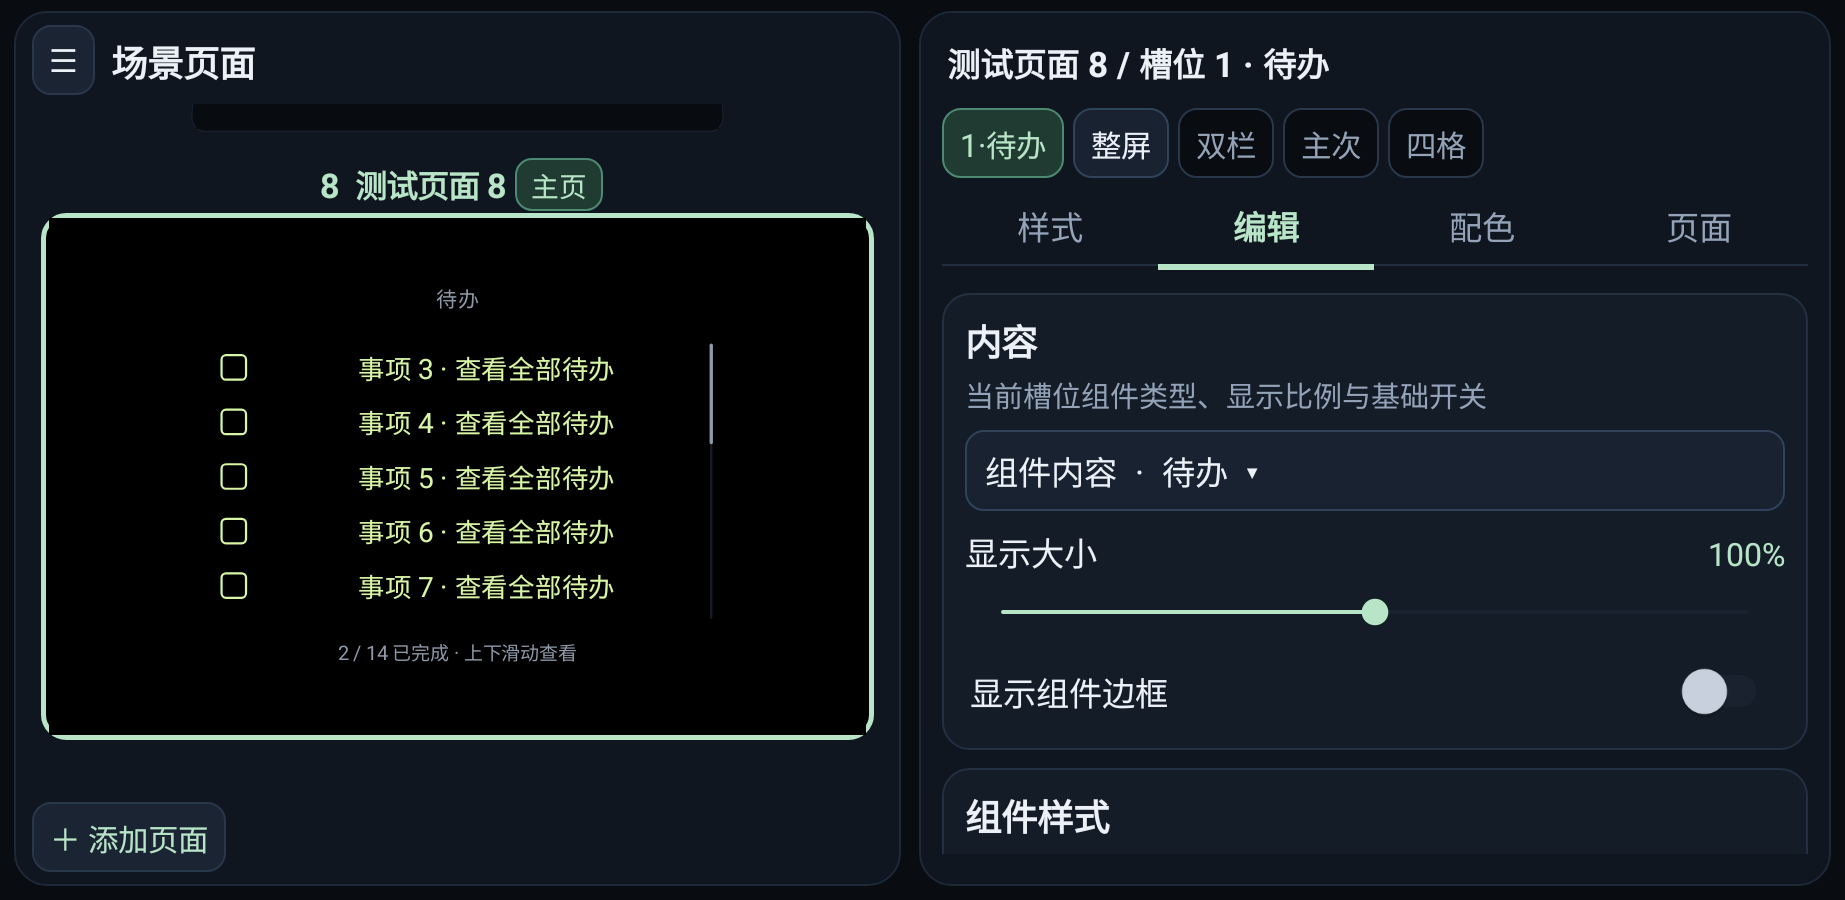 ☰ 场景页面
8 测试页面 8 主页
待办
事项 3 · 查看全部待办
事项 4 · 查看全部待办
事项 5 · 查看全部待办
事项 6 · 查看全部待办
事项 7 · 查看全部待办
2 / 14 已完成 · 上下滑动查看
+ 添加页面
测试页面 8 / 槽位 1 · 待办
1·待办 整屏 双栏 主次 四格
样式 编辑 配色 页面
内容
当前槽位组件类型、显示比例与基础开关
组件内容 · 待办 ▾
显示大小 100%
显示组件边框
组件样式